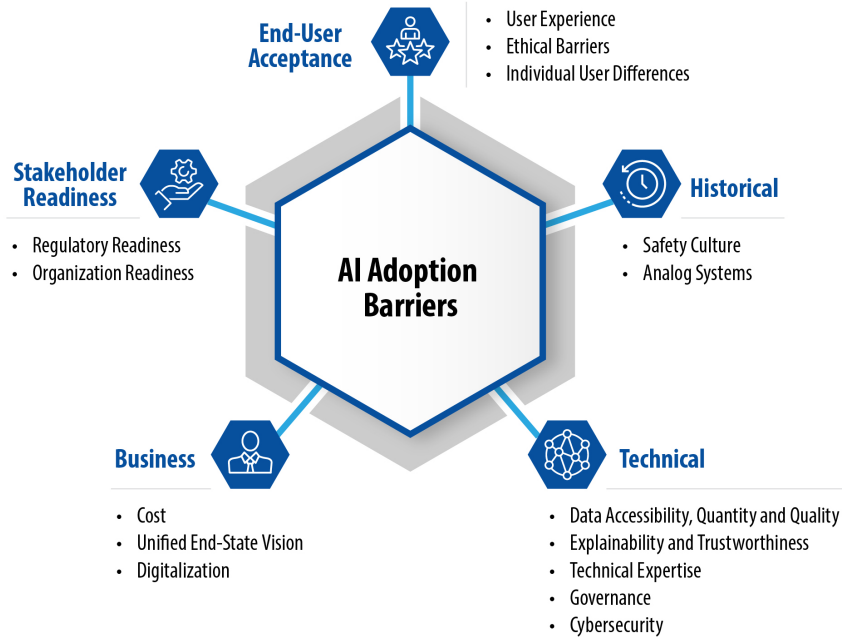 End-User
Acceptance
• User Experience
• Ethical Barriers
• Individual User Differences
Stakeholder
Readiness
• Regulatory Readiness
• Organization Readiness
Historical
• Safety Culture
• Analog Systems
AI Adoption
Barriers
Business
• Cost
• Unified End-State Vision
• Digitalization
Technical
• Data Accessibility, Quantity and Quality
• Explainability and Trustworthiness
• Technical Expertise
• Governance
• Cybersecurity